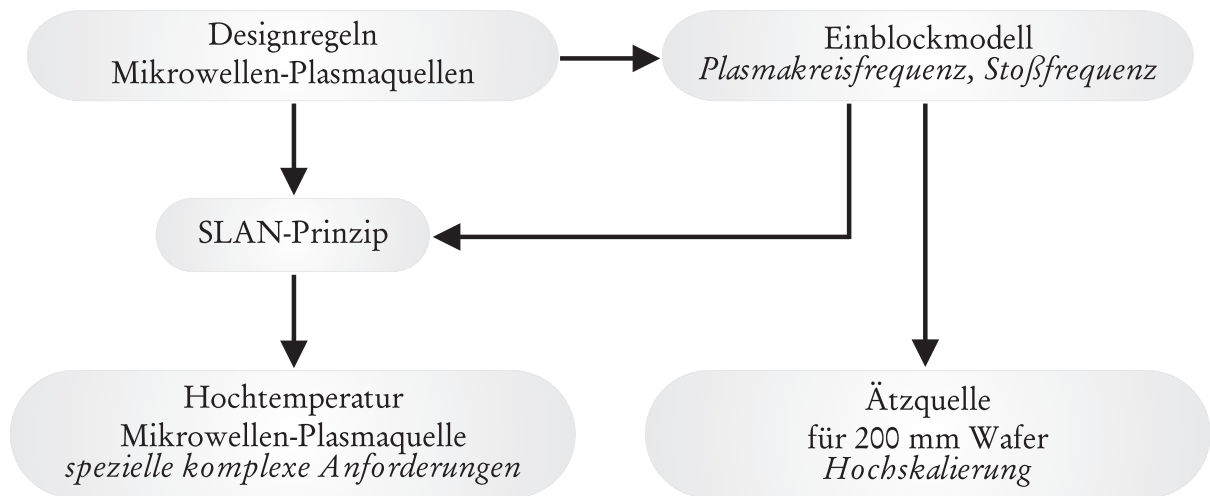 Designregeln
Mikrowellen-Plasmaquellen
Einblockmodell
Plasmakreisfrequenz, Stoßfrequenz
SLAN-Prinzip
Hochtemperatur
Mikrowellen-Plasmaquelle
spezielle komplexe Anforderungen
Ätzquelle
für 200 mm Wafer
Hochskalierung